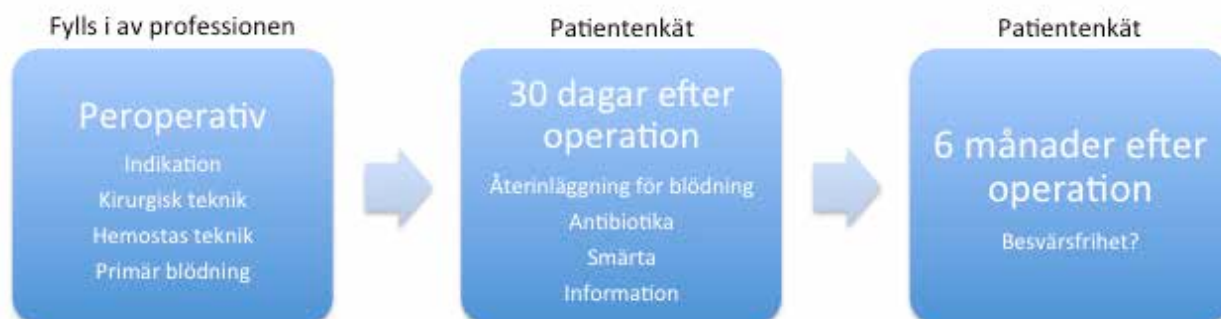 Fylls i av professionen
Peroperativ
Indikation
Kirurgisk teknik
Hemostas teknik
Primär blödning
Patientenkät
30 dagar efter
operation
Återinläggning för blödning
Antibiotika
Smärta
Information
Patientenkät
6 månader efter
operation
Besvärsfrihet?